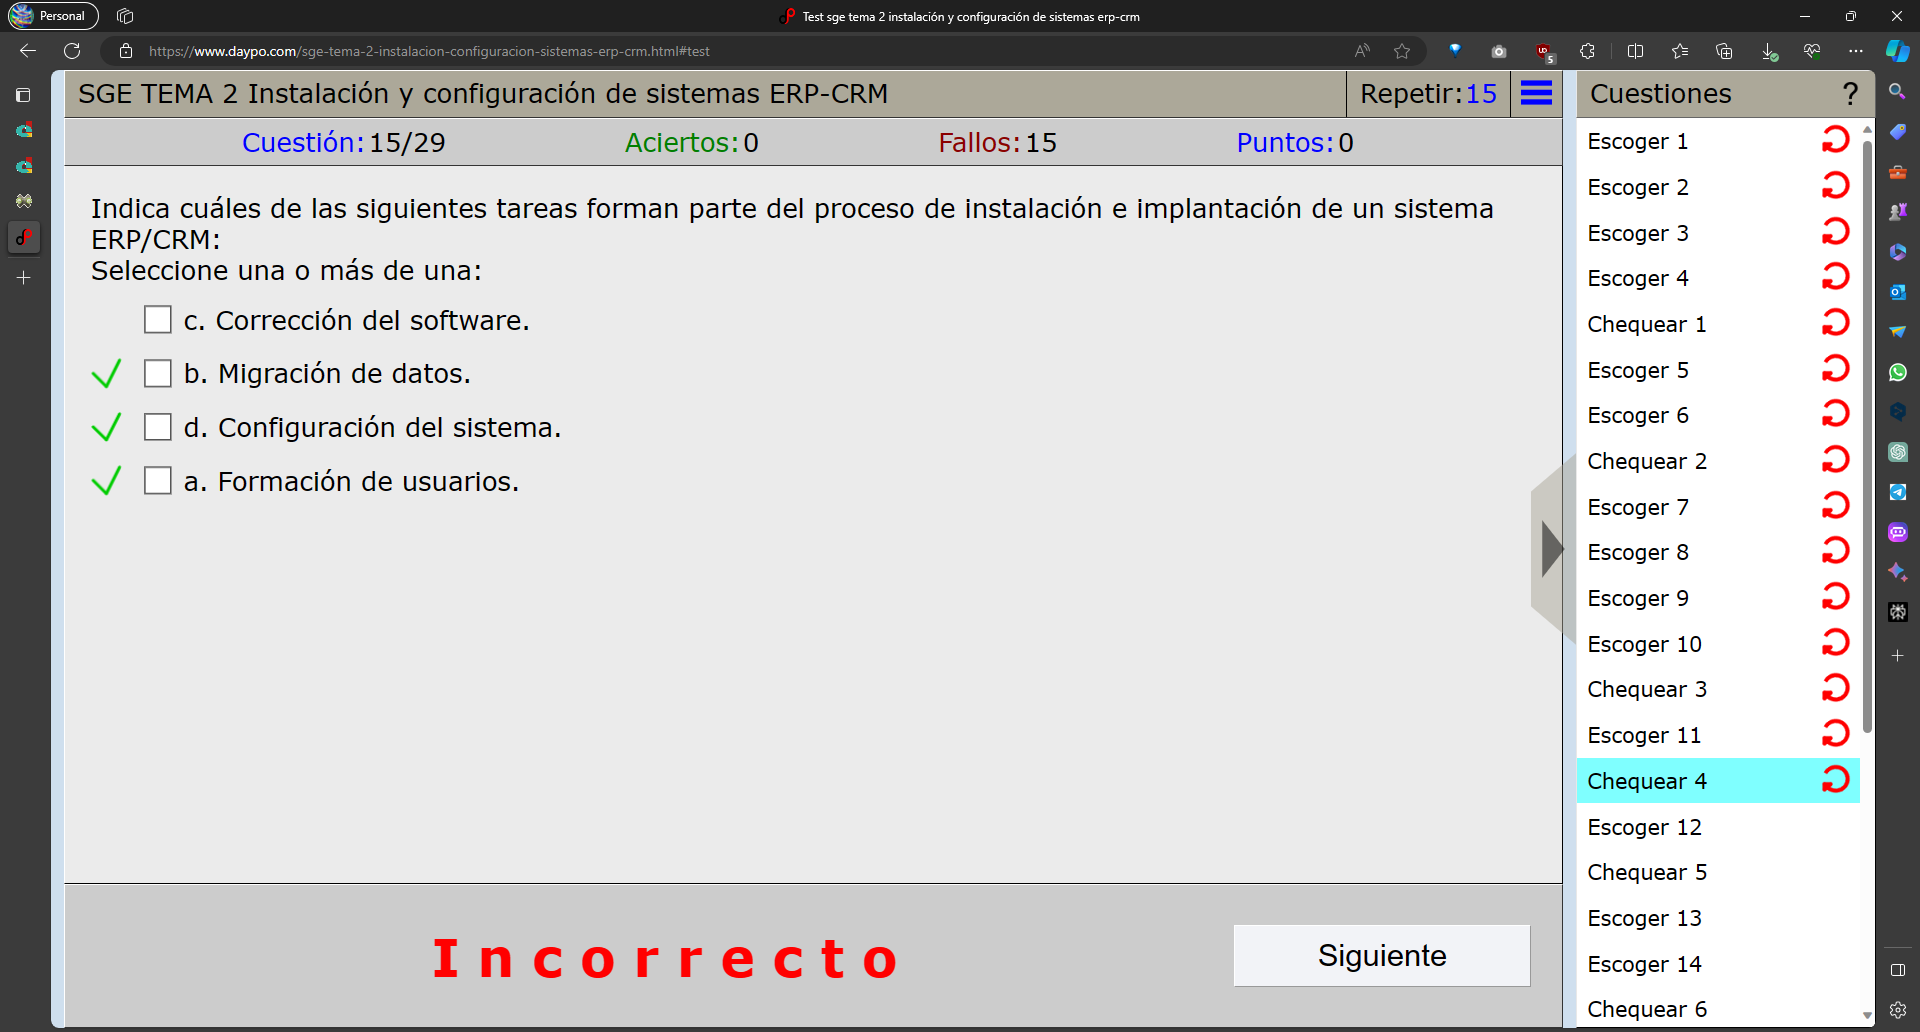 Personal
Test sge tema 2 instalación y configuración de sistemas erp-crm
https://www.daypo.com/sge-tema-2-instalacion-configuracion-sistemas-erp-crm.html#test
SGE TEMA 2 Instalación y configuración de sistemas ERP-CRM
Repetir:15
Cuestión:15/29
Aciertos:0
Fallos:15
Puntos:0
Indica cuáles de las siguientes tareas forman parte del proceso de instalación e implantación de un sistema
ERP/CRM:
Seleccione una o más de una:
c. Corrección del software.
b. Migración de datos.
d. Configuración del sistema.
a. Formación de usuarios.
Incorrecto
Siguiente
Cuestiones
?
Escoger 1
Escoger 2
Escoger 3
Escoger 4
Chequear 1
Escoger 5
Escoger 6
Chequear 2
Escoger 7
Escoger 8
Escoger 9
Escoger 10
Chequear 3
Escoger 11
Chequear 4
Escoger 12
Chequear 5
Escoger 13
Escoger 14
Chequear 6